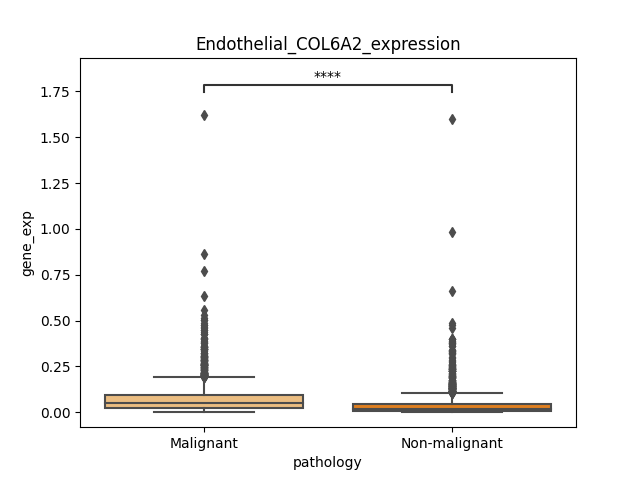 Endothelial_COL6A2_expression
****
1.75
1.50
1.25
1.00
0.75
0.50
0.25
0.00
gene_exp
Malignant
Non-malignant
pathology